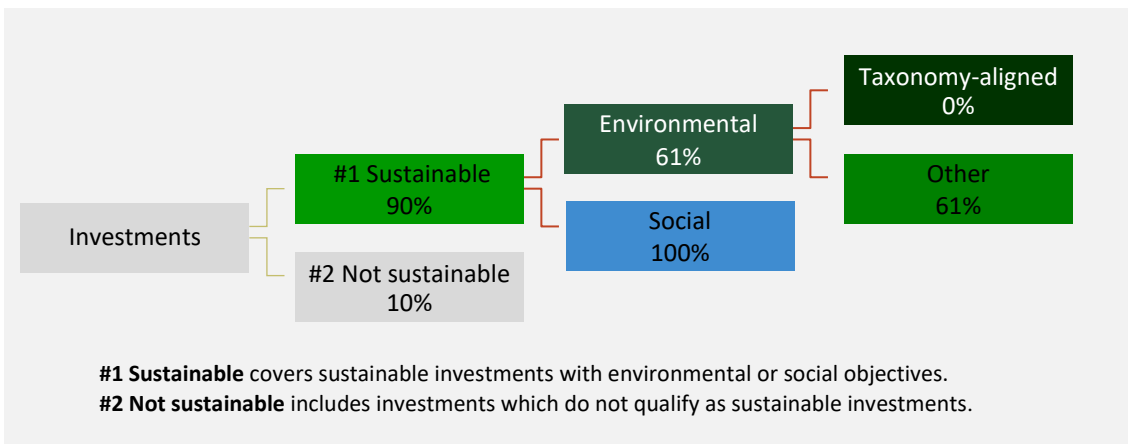 Taxonomy-aligned
0%
Environmental
61%
#1 Sustainable
90%
Other
61%
Investments
Social
100%
#2 Not sustainable
10%
#1 Sustainable covers sustainable investments with environmental or social objectives.
#2 Not sustainable includes investments which do not qualify as sustainable investments.